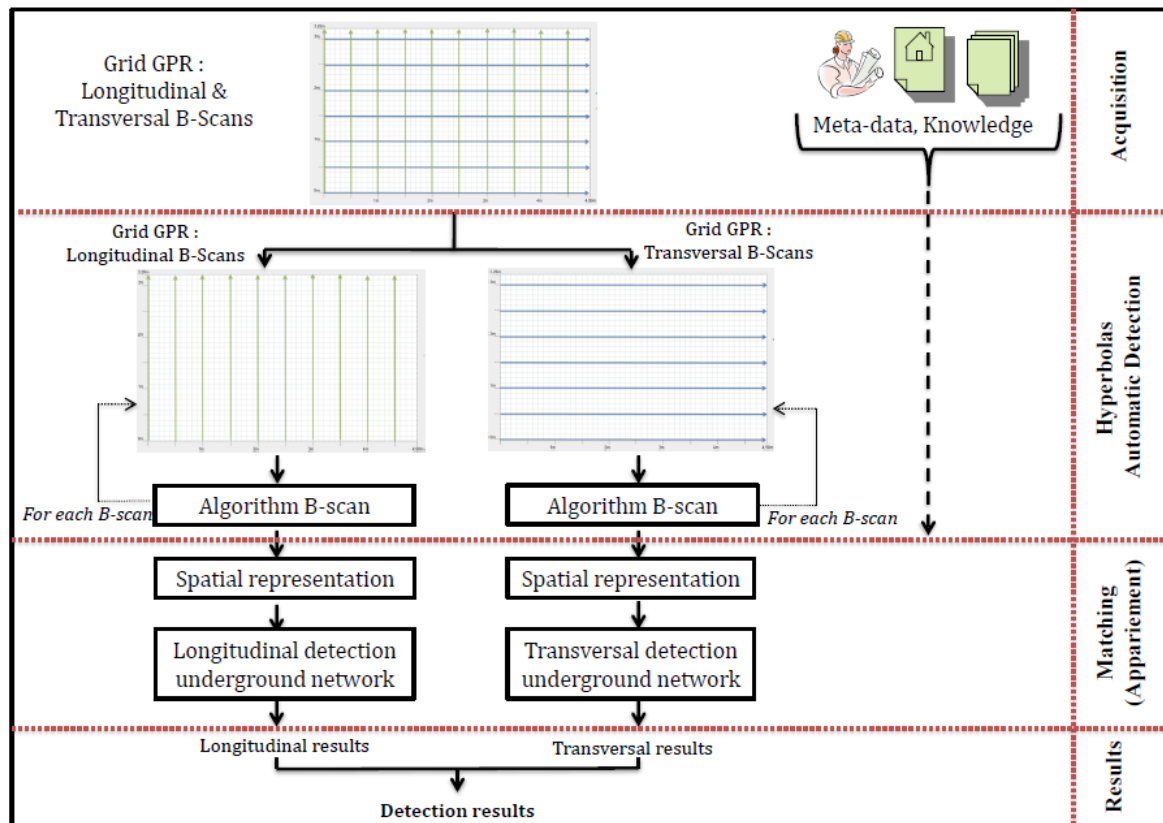 Grid GPR :
Longitudinal &
Transversal B-Scans
Meta-data, Knowledge
Acquisition
Grid GPR :
Longitudinal B-Scans
Grid GPR :
Transversal B-Scans
Hyperbolas
Automatic Detection
Algorithm B-scan
Algorithm B-scan
For each B-scan
For each B-scan
Spatial representation
Spatial representation
Longitudinal detection
underground network
Transversal detection
underground network
Matching
(Appariement)
Longitudinal results
Transversal results
Detection results
Results